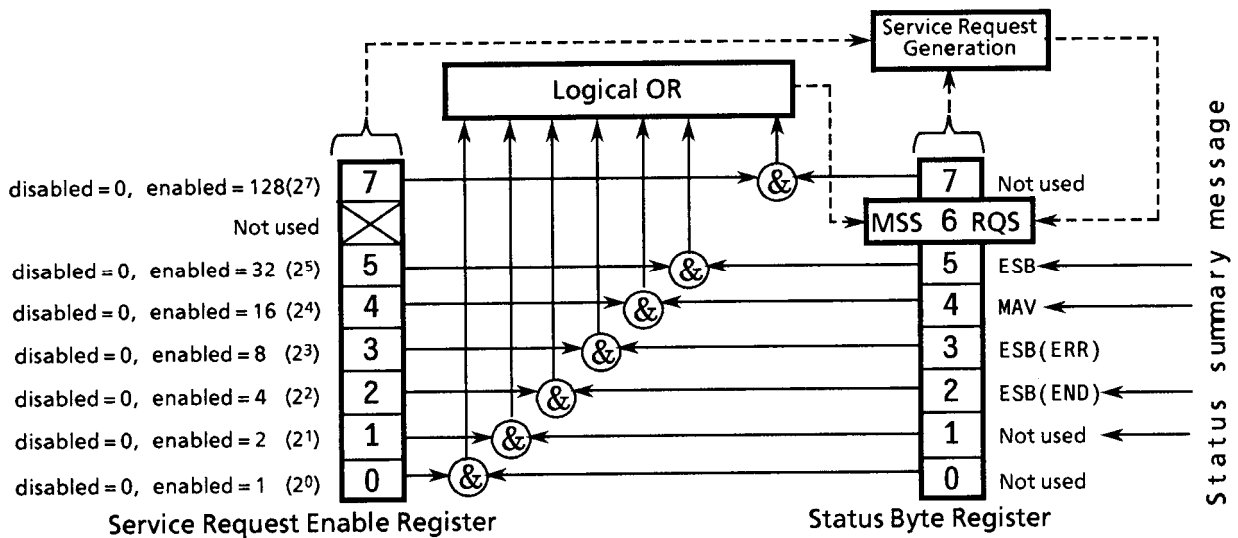 Service Request
Generation
Logical OR
disabled = 0, enabled = 128(2⁷) 7 & 7 Not used
Not used MSS 6 RQS
disabled = 0, enabled = 32 (2⁵) 5 & 5 ESB
disabled = 0, enabled = 16 (2⁴) 4 & 4 MAV
disabled = 0, enabled = 8 (2³) 3 & 3 ESB(ERR)
disabled = 0, enabled = 4 (2²) 2 & 2 ESB(END)
disabled = 0, enabled = 2 (2¹) 1 & 1 Not used
disabled = 0, enabled = 1 (2⁰) 0 & 0 Not used
Service Request Enable Register
Status Byte Register
Status summary message